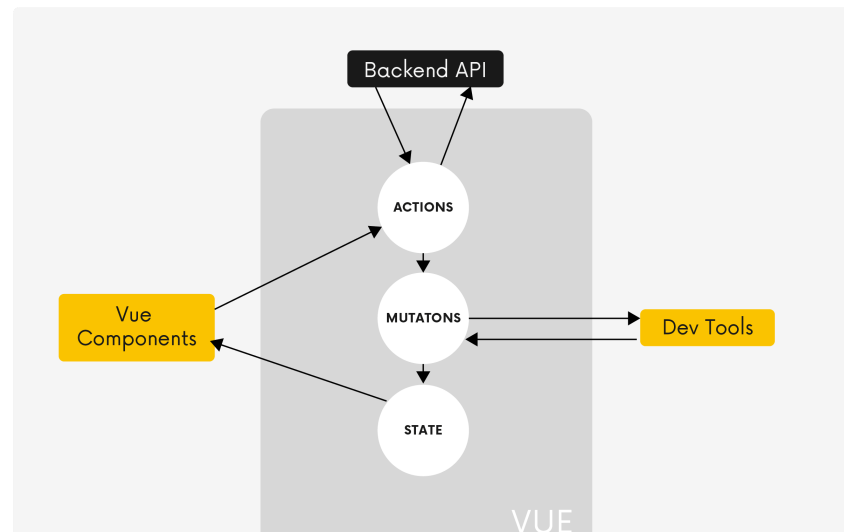 Backend API
ACTIONS
Vue
Components
MUTATONS
Dev Tools
STATE
VUE